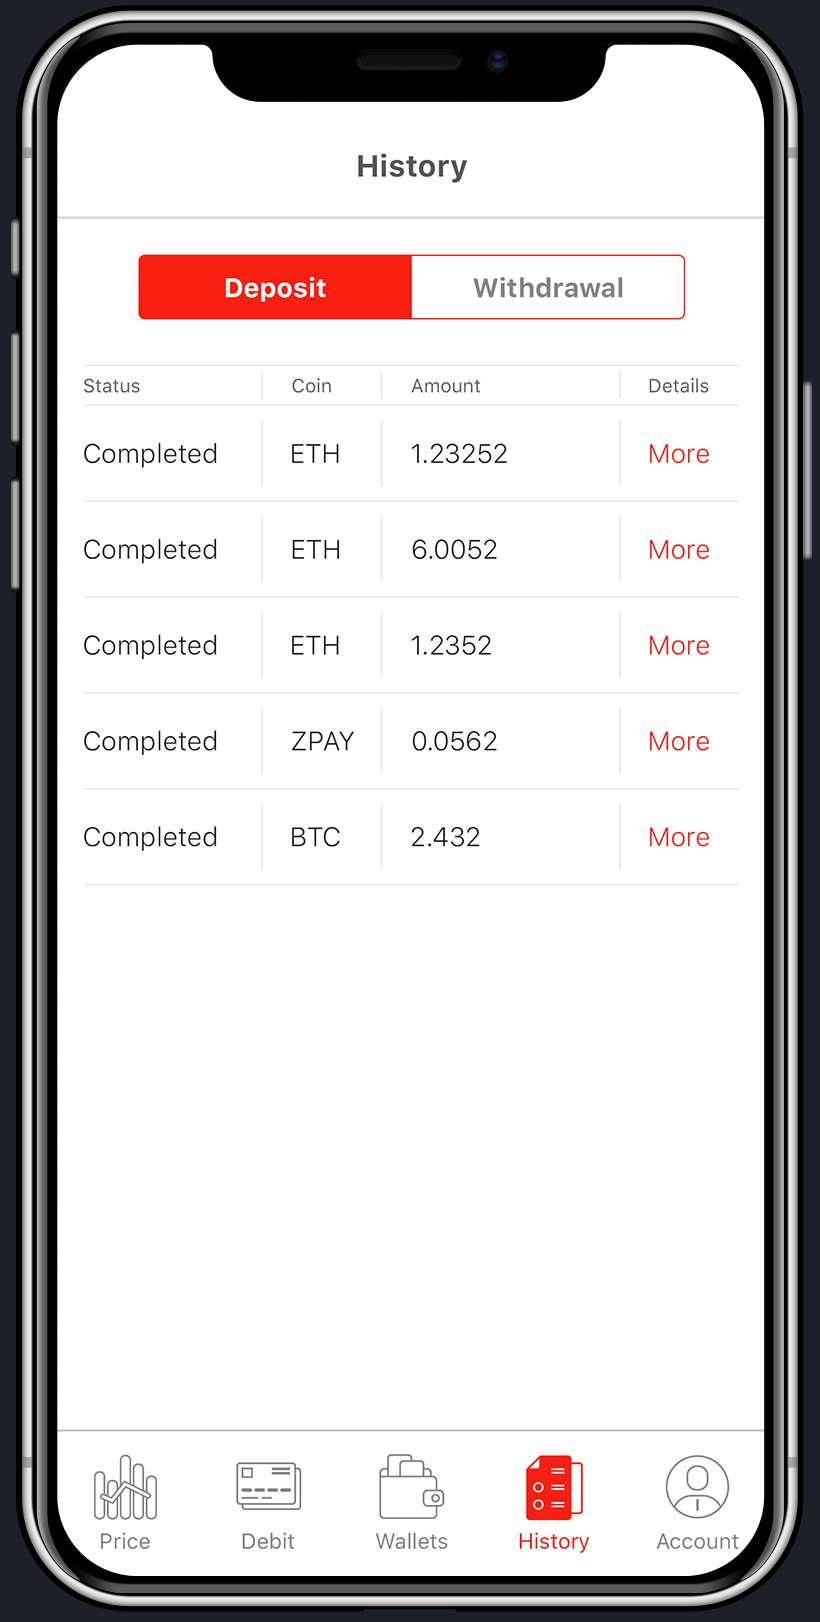 History
Deposit Withdrawal
Status Coin Amount Details
Completed ETH 1.23252 More
Completed ETH 6.0052 More
Completed ETH 1.2352 More
Completed ZPAY 0.0562 More
Completed BTC 2.432 More
Price Debit Wallets History Account